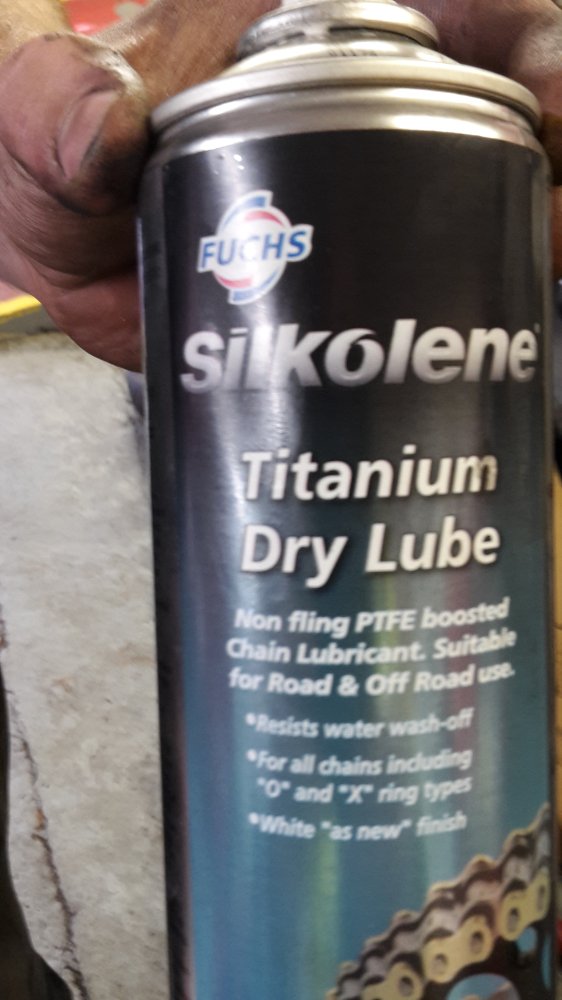 FUCHS
Silkolene
Titanium
Dry Lube
Non fling PTFE boosted
Chain Lubricant. Suitable
for Road & Off Road use.
•Resists water wash-off
•For all chains including
"O" and "X" ring types
•White "as new" finish